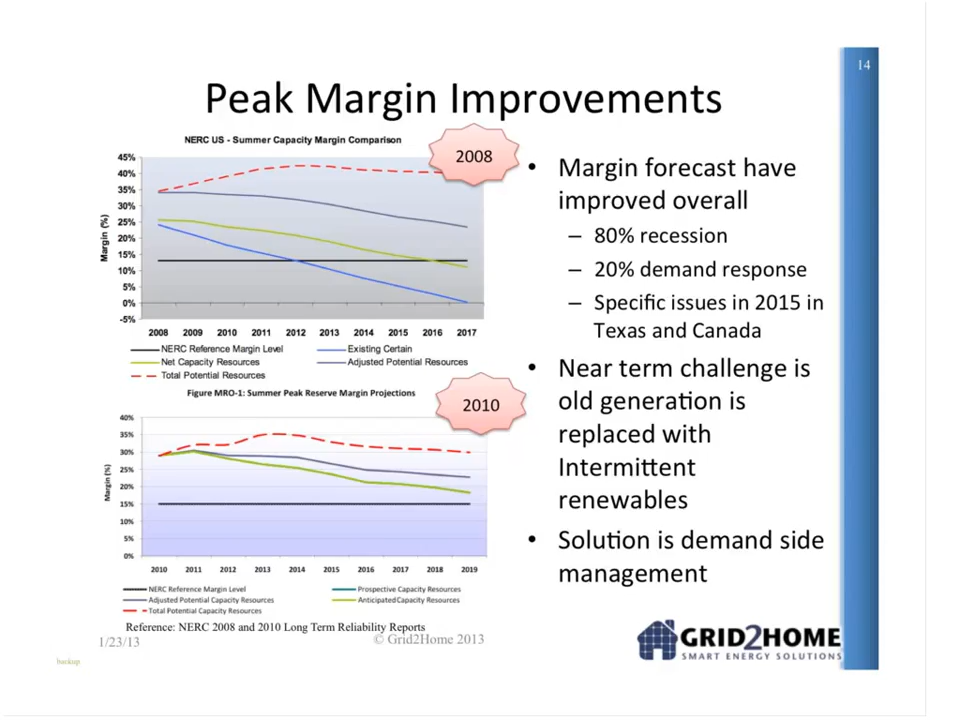 14
Peak Margin Improvements
NERC US - Summer Capacity Margin Comparison
2008
45%
40%
35%
30%
25%
20%
15%
10%
5%
0%
-5%
Margin (%)
2008 2009 2010 2011 2012 2013 2014 2015 2016 2017
NERC Reference Margin Level Existing Certain
Net Capacity Resources Adjusted Potential Resources
Total Potential Resources
Figure MRO-1: Summer Peak Reserve Margin Projections
2010
40%
35%
30%
25%
20%
15%
10%
5%
0%
Margin (%)
2010 2011 2012 2013 2014 2015 2016 2017 2018 2019
NERC Reference Margin Level Prospective Capacity Resources
Adjusted Potential Capacity Resources Anticipated Capacity Resources
Total Potential Capacity Resources
Reference: NERC 2008 and 2010 Long Term Reliability Reports
• Margin forecast have
improved overall
– 80% recession
– 20% demand response
– Specific issues in 2015 in
Texas and Canada
• Near term challenge is
old generation is
replaced with
Intermittent
renewables
• Solution is demand side
management
1/23/13
© Grid2Home 2013
GRID2HOME
SMART ENERGY SOLUTIONS
backup